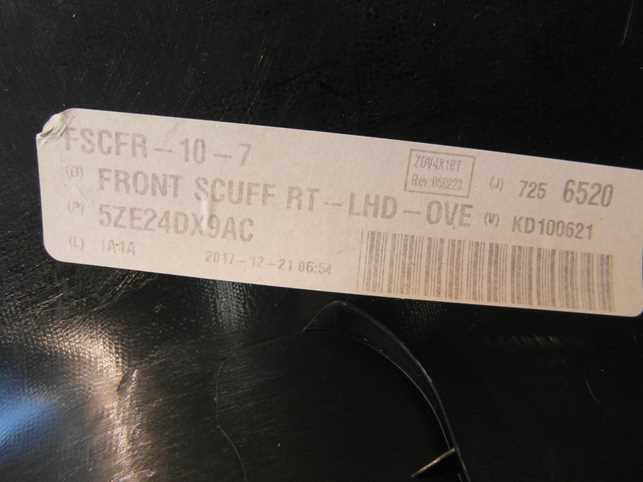 FSCFR-10-7
(D) FRONT SCUFF RT-LHD-OVE
(P) 5ZE24DX9AC
(L) 1A1A 2017-12-21 06:54
(J) 725 6520
KD100621